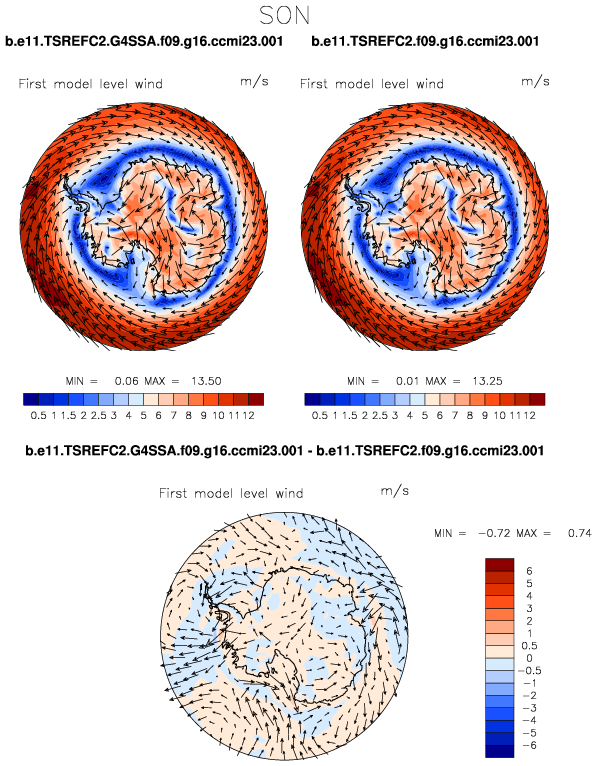 SON
b.e11.TSREFC2.G4SSA.f09.g16.ccmi23.001 b.e11.TSREFC2.f09.g16.ccmi23.001
First model level wind m/s First model level wind m/s
MIN = 0.06 MAX = 13.50 MIN = 0.01 MAX = 13.25
0.5 1 1.5 2 2.5 3 4 5 6 7 8 9 10 11 12 0.5 1 1.5 2 2.5 3 4 5 6 7 8 9 10 11 12
b.e11.TSREFC2.G4SSA.f09.g16.ccmi23.001 - b.e11.TSREFC2.f09.g16.ccmi23.001
First model level wind m/s
MIN = -0.72 MAX = 0.74
6
5
4
3
2
1
0.5
0
-0.5
-1
-2
-3
-4
-5
-6